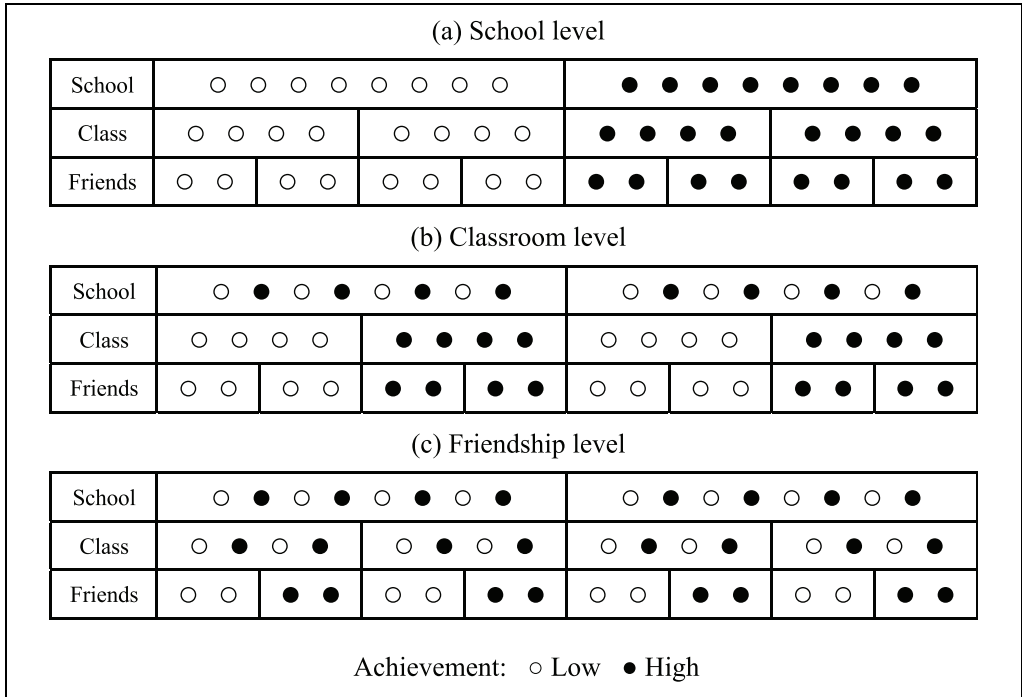 (a) School level
School
Class
Friends
(b) Classroom level
School
Class
Friends
(c) Friendship level
School
Class
Friends
Achievement: ○ Low ● High